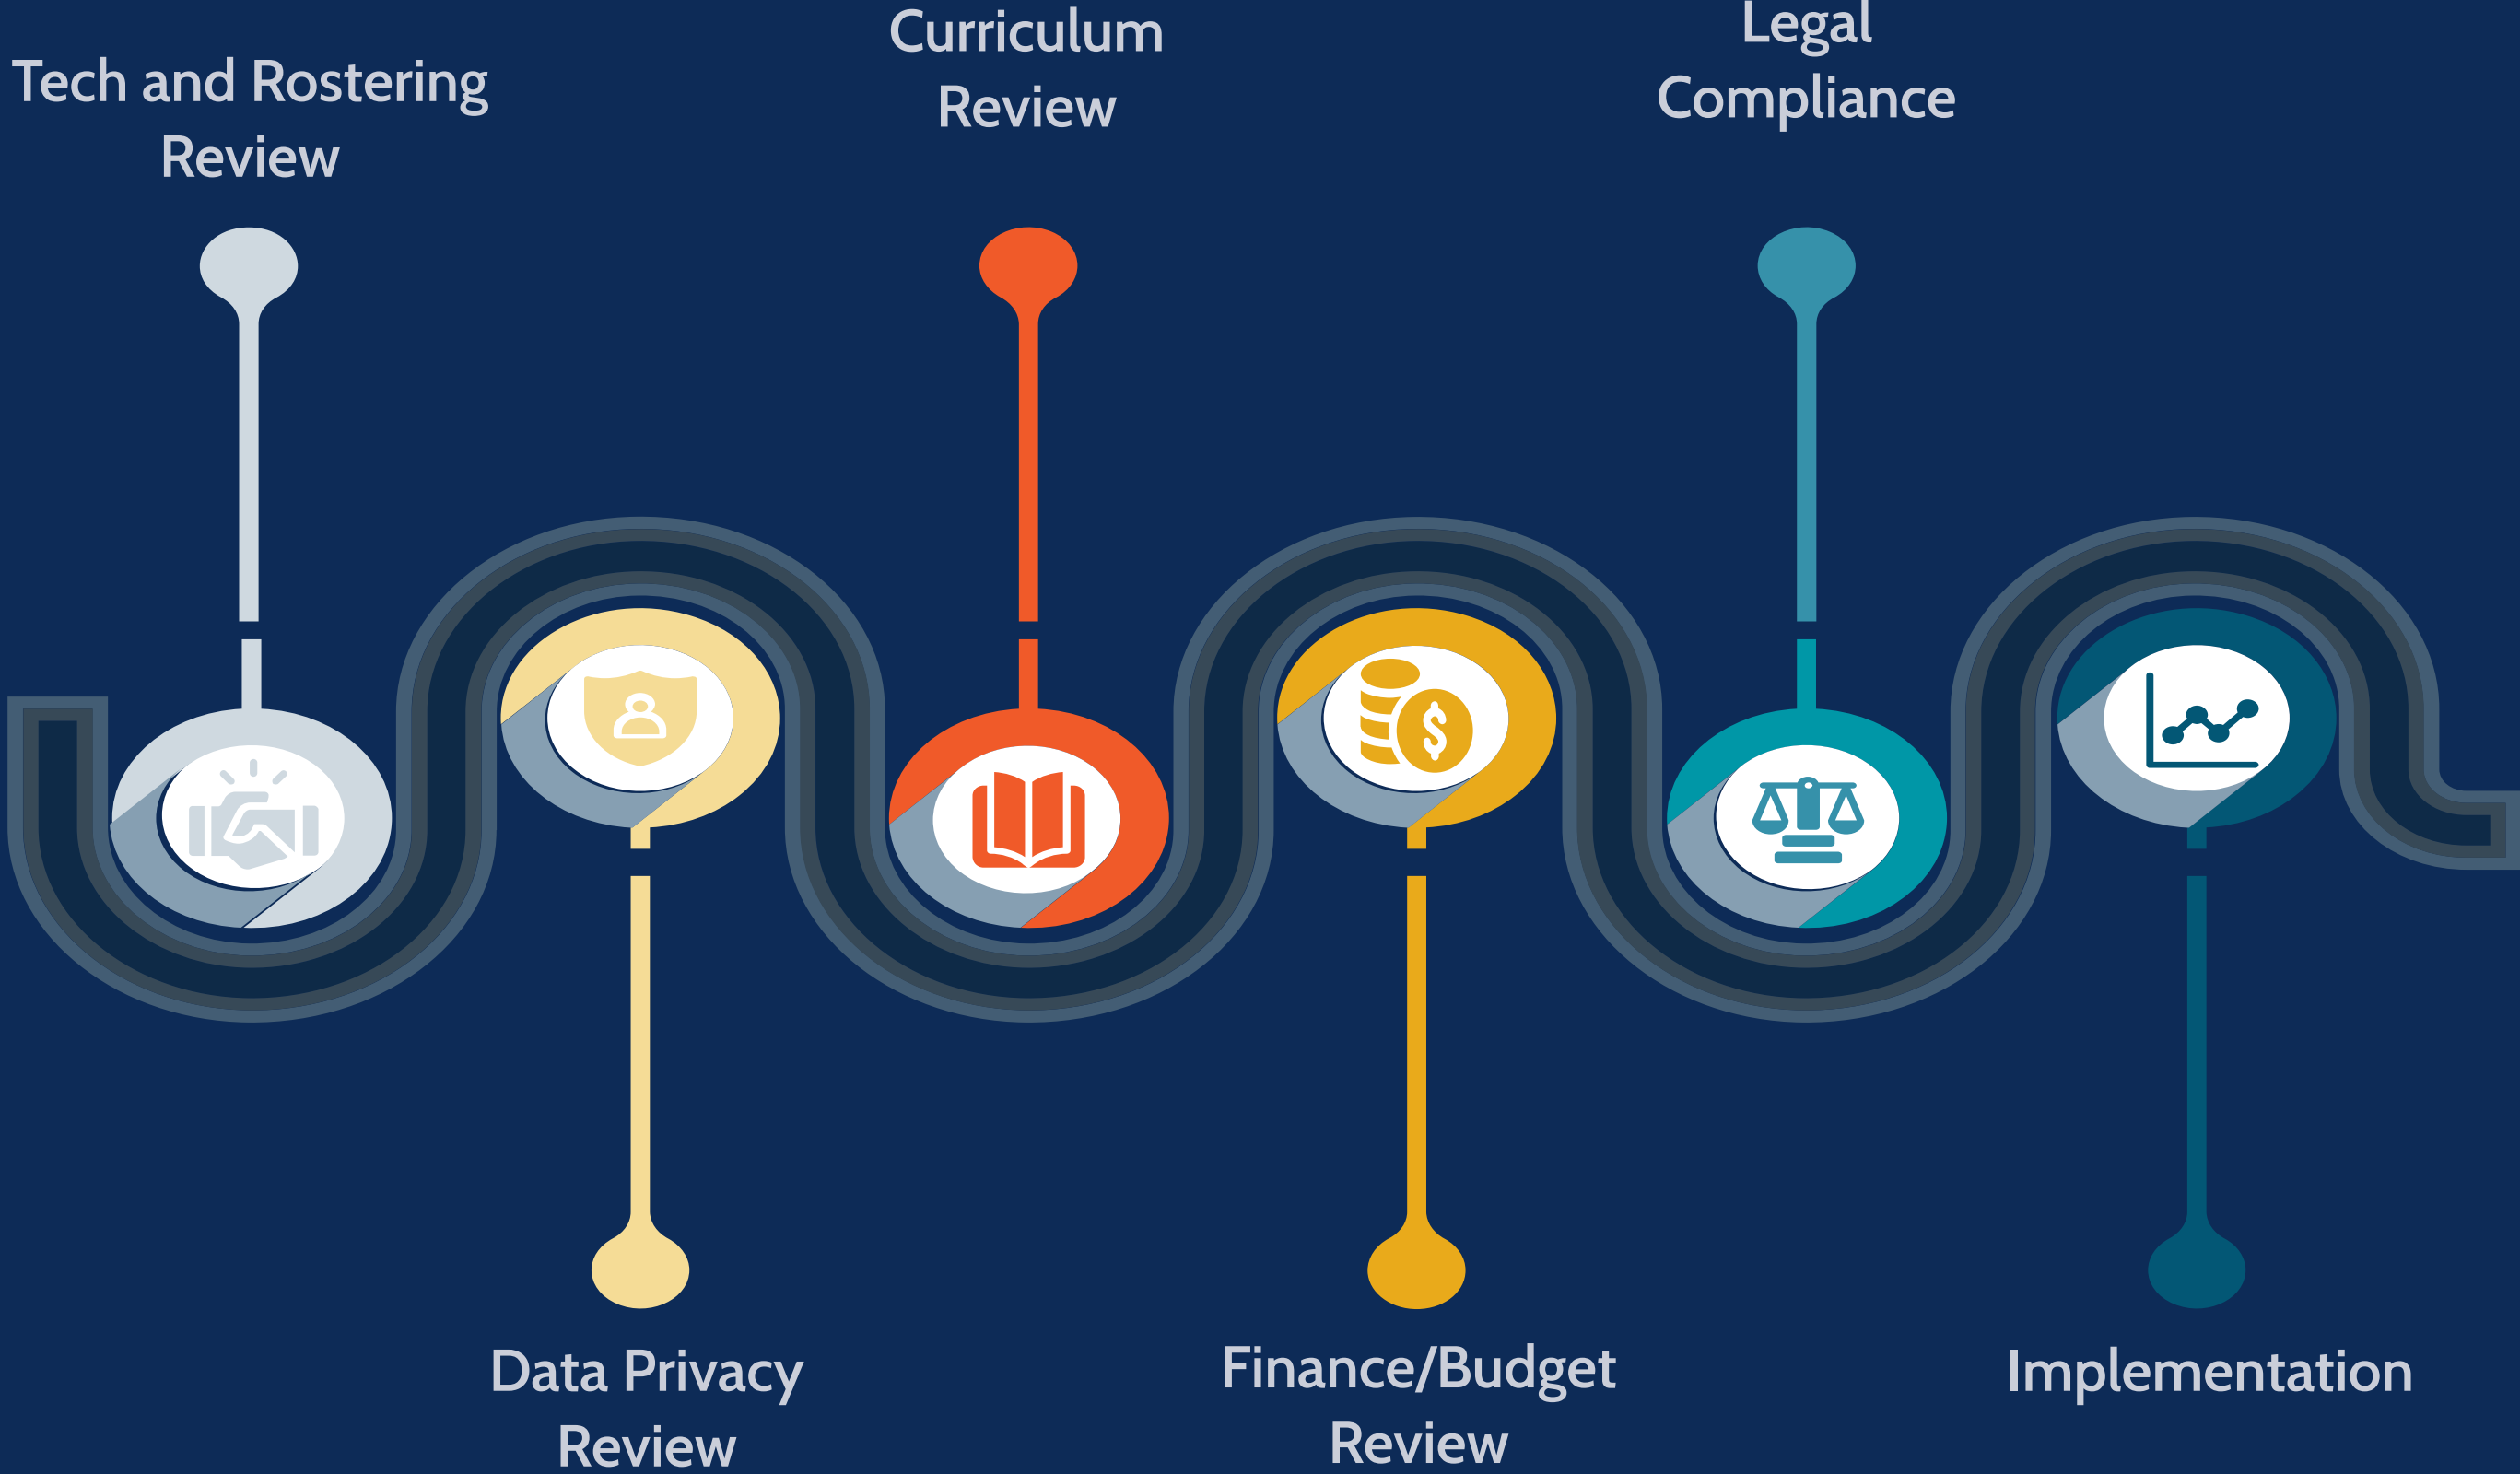 Tech and Rostering
Review
Data Privacy
Review
Curriculum
Review
Finance/Budget
Review
Legal
Compliance
Implementation